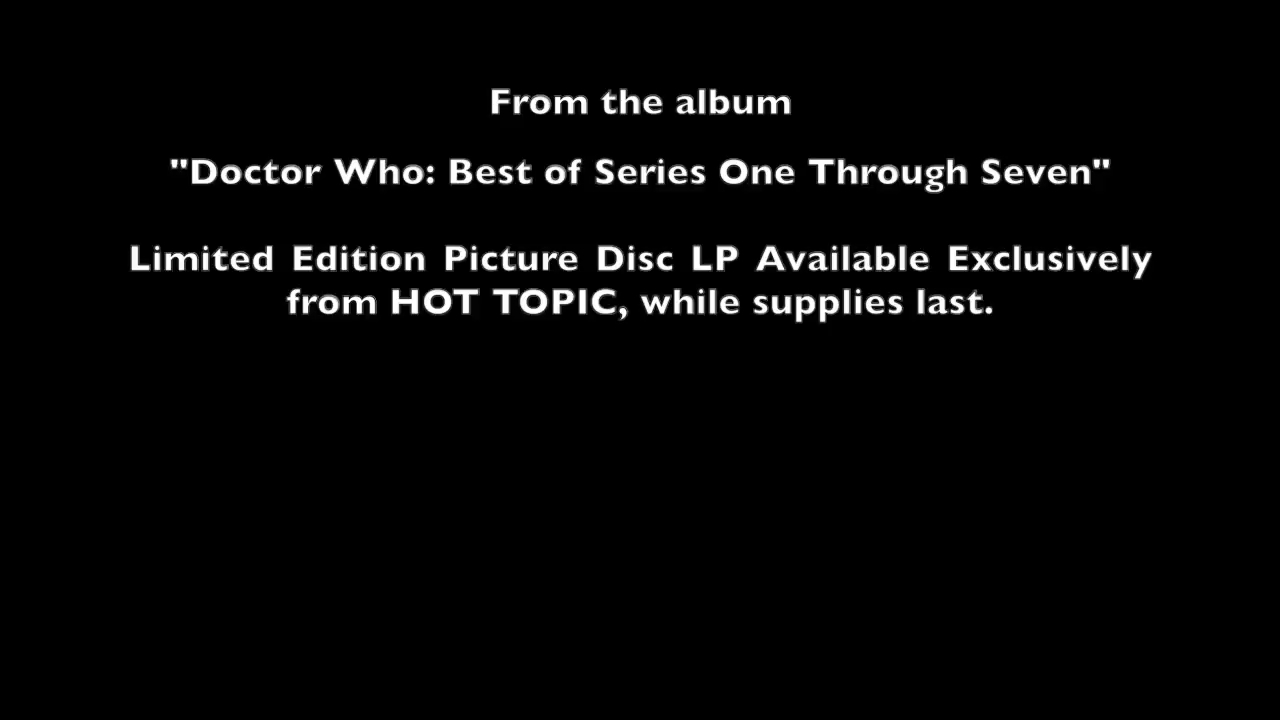 From the album
"Doctor Who: Best of Series One Through Seven"
Limited Edition Picture Disc LP Available Exclusively
from HOT TOPIC, while supplies last.